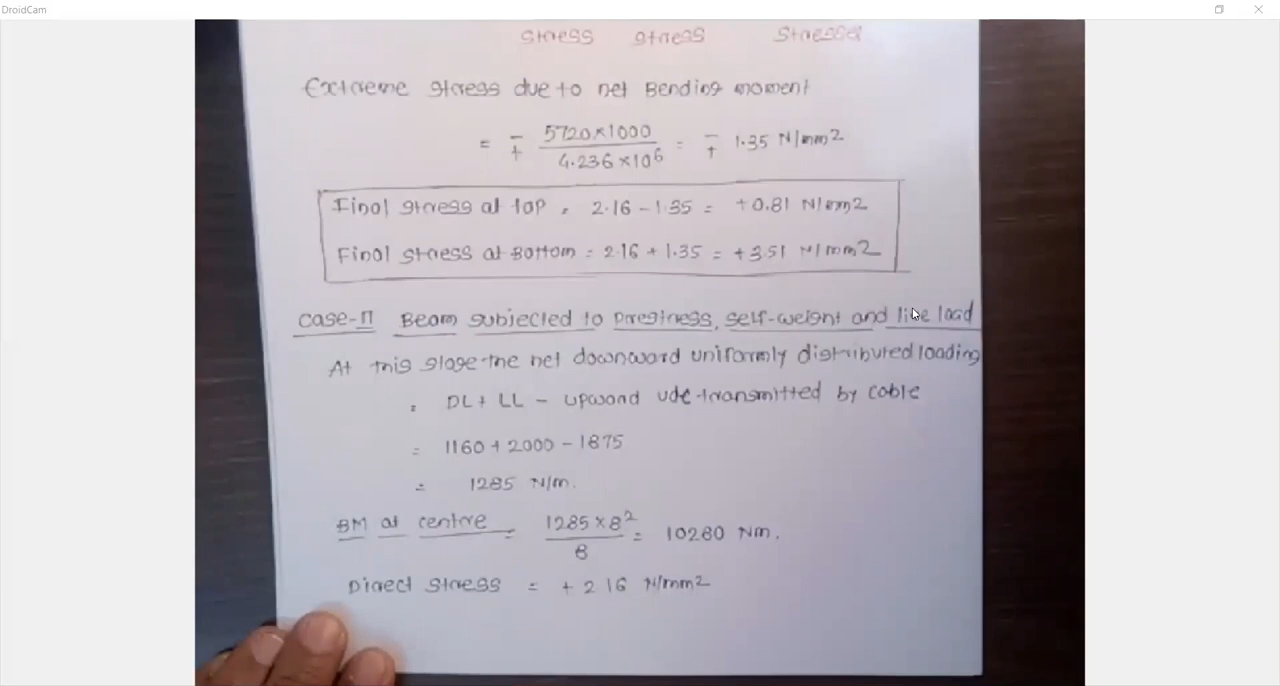 DroidCam
stress stress stresses
Extreme stress due to net Bending moment
= ∓ 5720×1000 / 4.236×10⁶ = ∓ 1.35 N/mm2
Final stress at top = 2.16 - 1.35 = +0.81 N/mm2
Final stress at Bottom = 2.16 + 1.35 = +3.51 N/mm2
Case-II Beam subjected to prestress, self-weight and live load
At this stage the net downward uniformly distributed loading
= DL + LL - upward udl transmitted by cable
= 1160 + 2000 - 1875
= 1285 N/m.
BM at centre = 1285 × 8² / 8 = 10280 Nm.
Direct stress = + 2.16 N/mm2